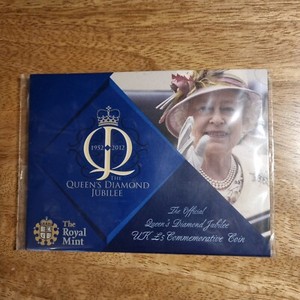 1952 2012
THE
QUEEN'S DIAMOND
JUBILEE
The
Royal
Mint
The Official
Queen's Diamond Jubilee
UK £5 Commemorative Coin